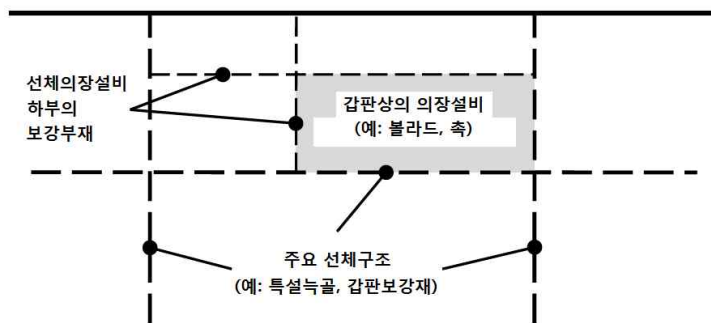 선체의장설비
하부의
보강부재
갑판상의 의장설비
(예: 볼라드, 촉)
주요 선체구조
(예: 특설늑골, 갑판보강재)